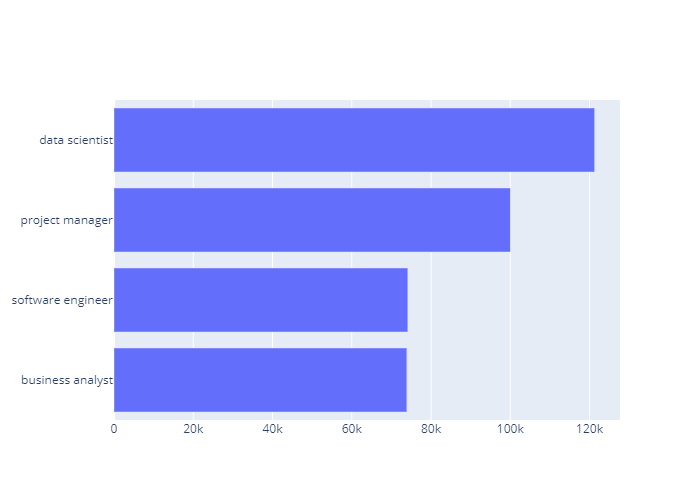 data scientist
project manager
software engineer
business analyst
0 20k 40k 60k 80k 100k 120k